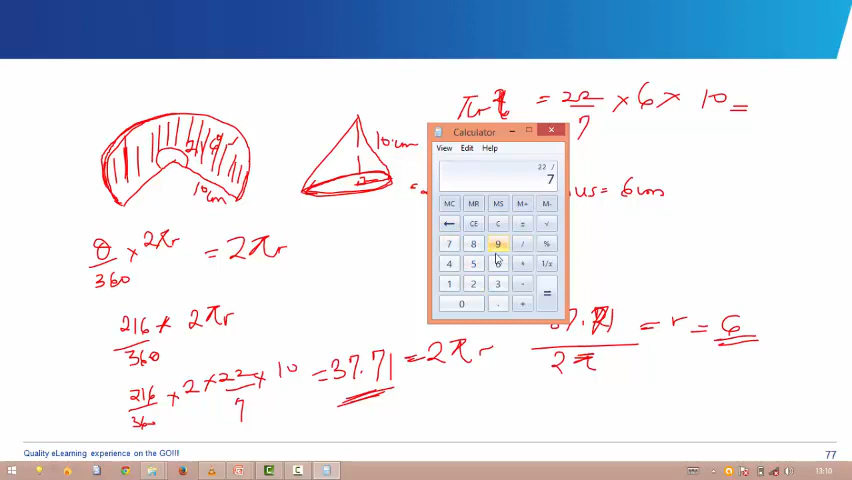 πrl = 22/7 × 6 × 10 =
Calculator
View Edit Help
22 /
7
MC MR MS M+ M-
← CE C ± √
7 8 9 / %
4 5 6 * 1/x
1 2 3 - =
0 . +
216°
10cm
10cm
us = 6cm
θ/360 × 2πr = 2πr
216/360 × 2πr
216/360 × 2 × 22/7 × 10 = 37.71 = 2πr
37.71/2π = r = 6
Quality eLearning experience on the GO!!! 77
13:10